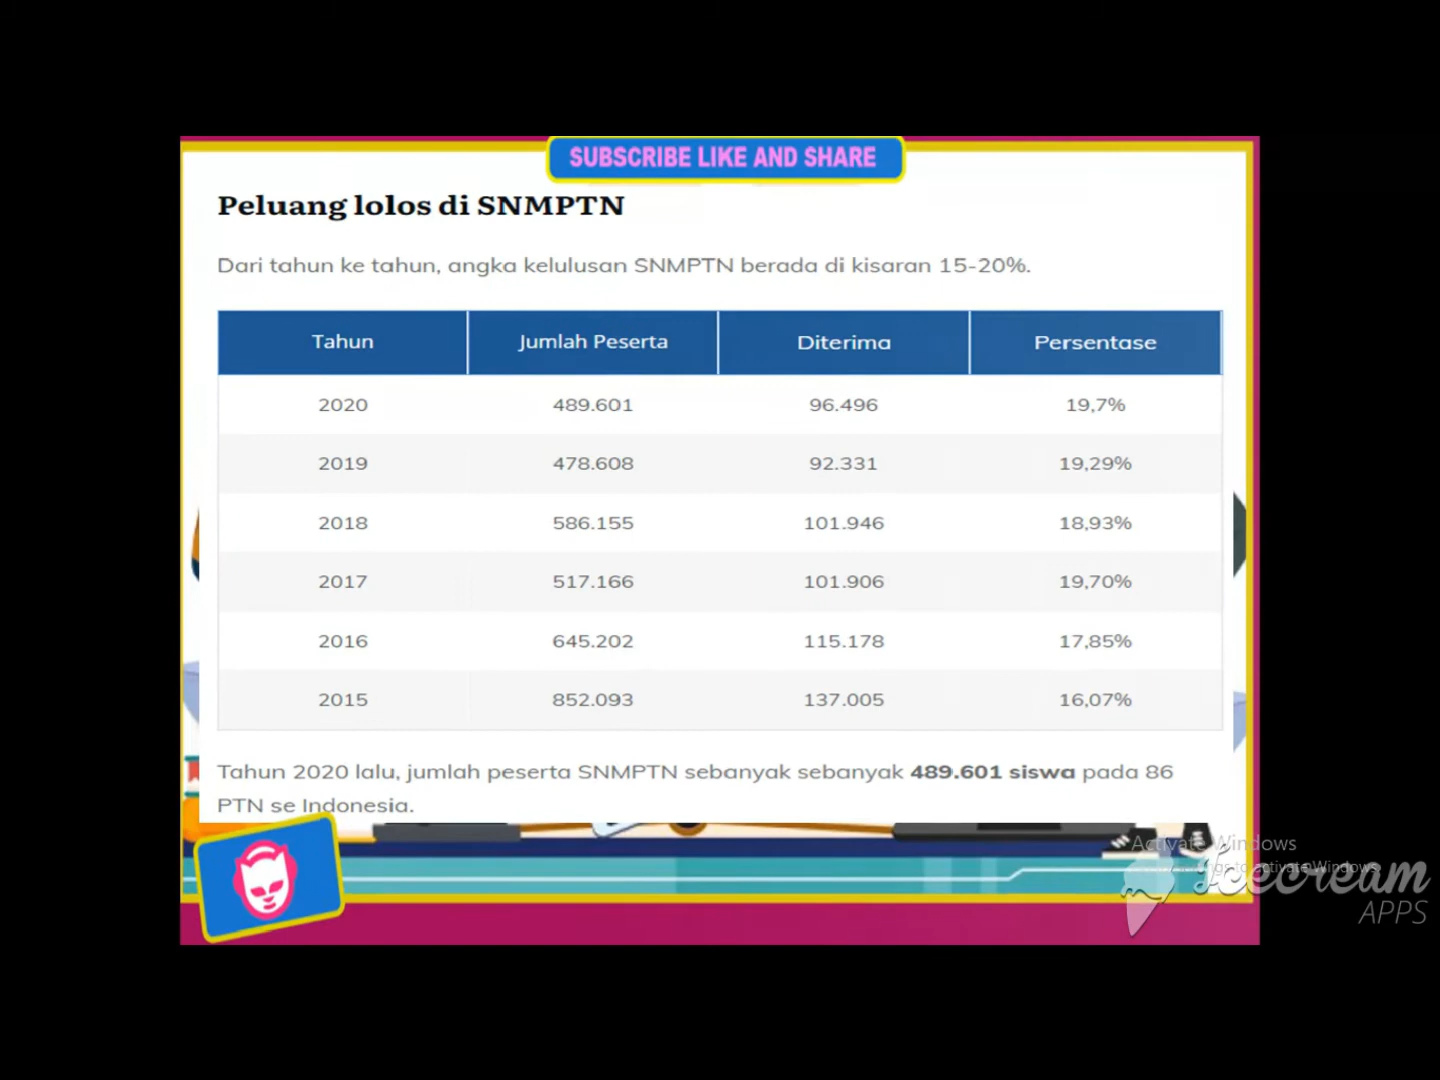 SUBSCRIBE LIKE AND SHARE
Peluang lolos di SNMPTN
Dari tahun ke tahun, angka kelulusan SNMPTN berada di kisaran 15-20%.
Tahun Jumlah Peserta Diterima Persentase
2020 489.601 96.496 19,7%
2019 478.608 92.331 19,29%
2018 586.155 101.946 18,93%
2017 517.166 101.906 19,70%
2016 645.202 115.178 17,85%
2015 852.093 137.005 16,07%
Tahun 2020 lalu, jumlah peserta SNMPTN sebanyak sebanyak 489.601 siswa pada 86
PTN se Indonesia.
Activate Windows
to activate Windows.
Icecream
APPS